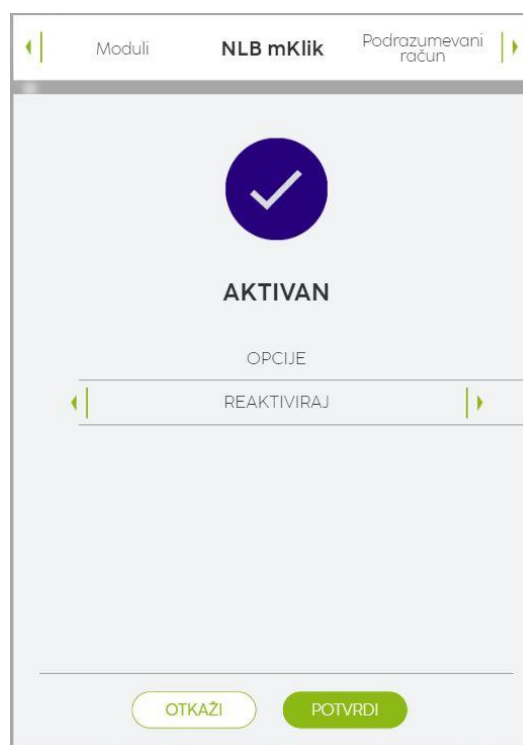 Moduli
NLB mKlik
Podrazumevani
račun
AKTIVAN
OPCIJE
REAKTIVIRAJ
OTKAŽI
POTVRDI